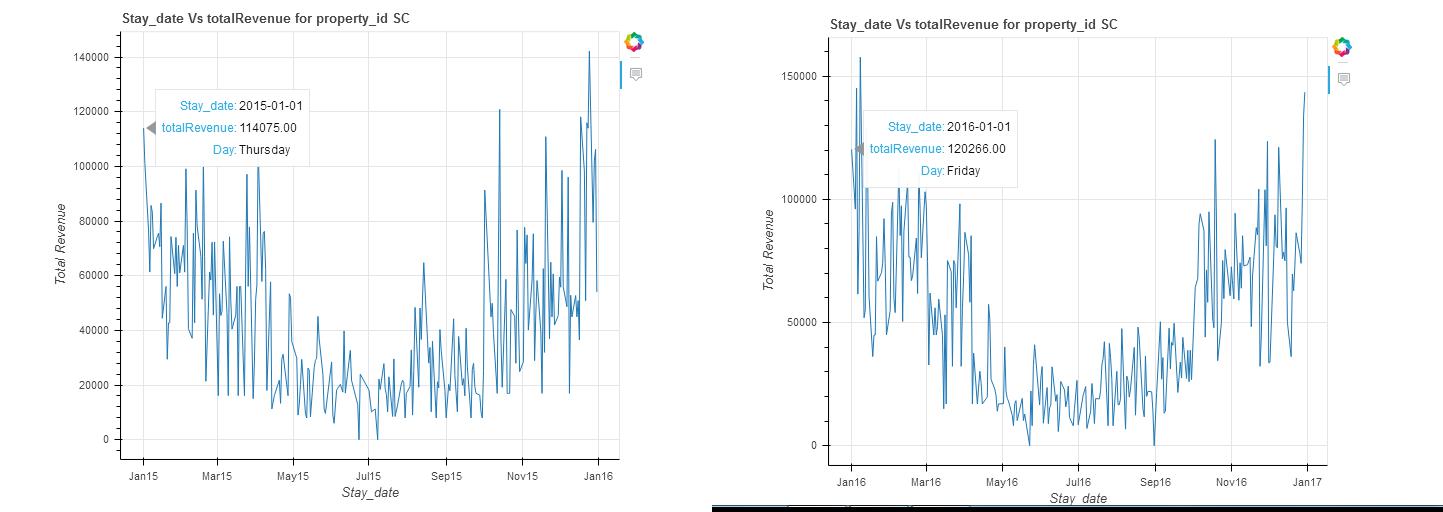 Stay_date Vs totalRevenue for property_id SC
140000
120000
100000
80000
60000
40000
20000
0
Total Revenue
Stay_date: 2015-01-01
totalRevenue: 114075.00
Day: Thursday
Jan15 Mar15 May15 Jul15 Sep15 Nov15 Jan16
Stay_date
Stay_date Vs totalRevenue for property_id SC
150000
100000
50000
0
Total Revenue
Stay_date: 2016-01-01
totalRevenue: 120266.00
Day: Friday
Jan16 Mar16 May16 Jul16 Sep16 Nov16 Jan17
Stay_date